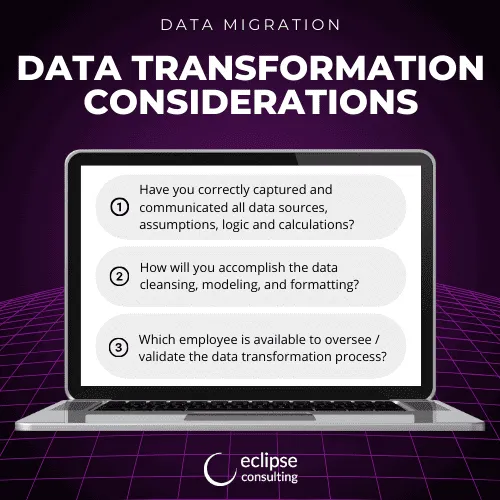 DATA MIGRATION
DATA TRANSFORMATION
CONSIDERATIONS
1 Have you correctly captured and
communicated all data sources,
assumptions, logic and calculations?
2 How will you accomplish the data
cleansing, modeling, and formatting?
3 Which employee is available to oversee /
validate the data transformation process?
eclipse
consulting